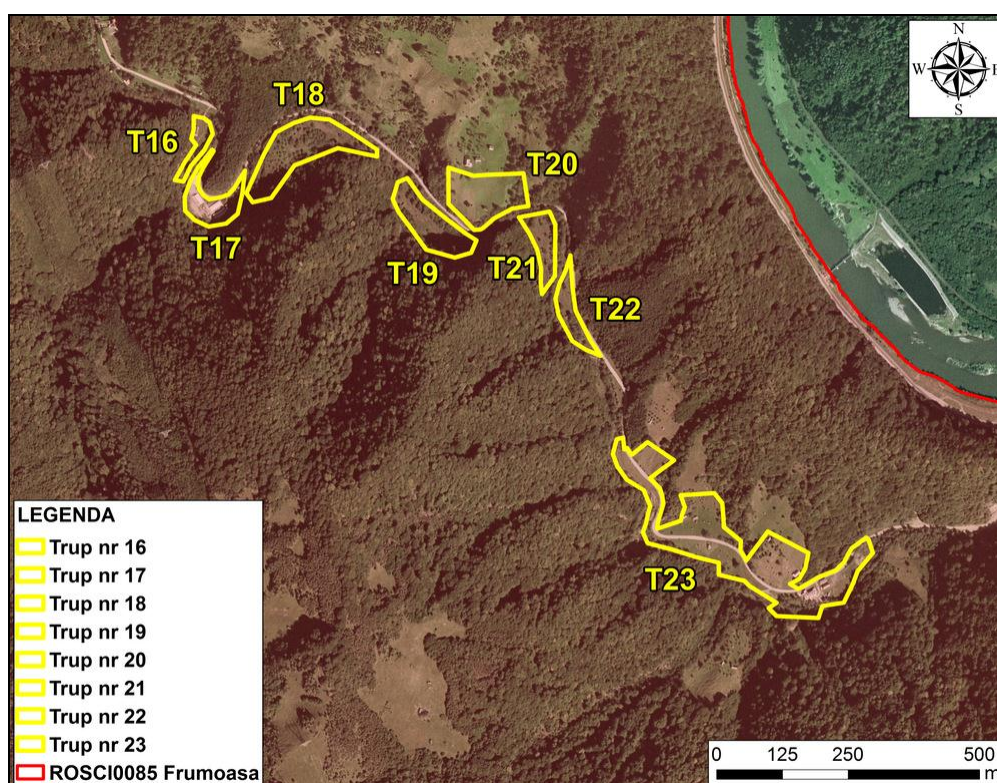 N
W
E
S
T18
T16
T20
T17
T19
T21
T22
T23
LEGENDA
Trup nr 16
Trup nr 17
Trup nr 18
Trup nr 19
Trup nr 20
Trup nr 21
Trup nr 22
Trup nr 23
ROSCI0085 Frumoasa
0 125 250 500
m